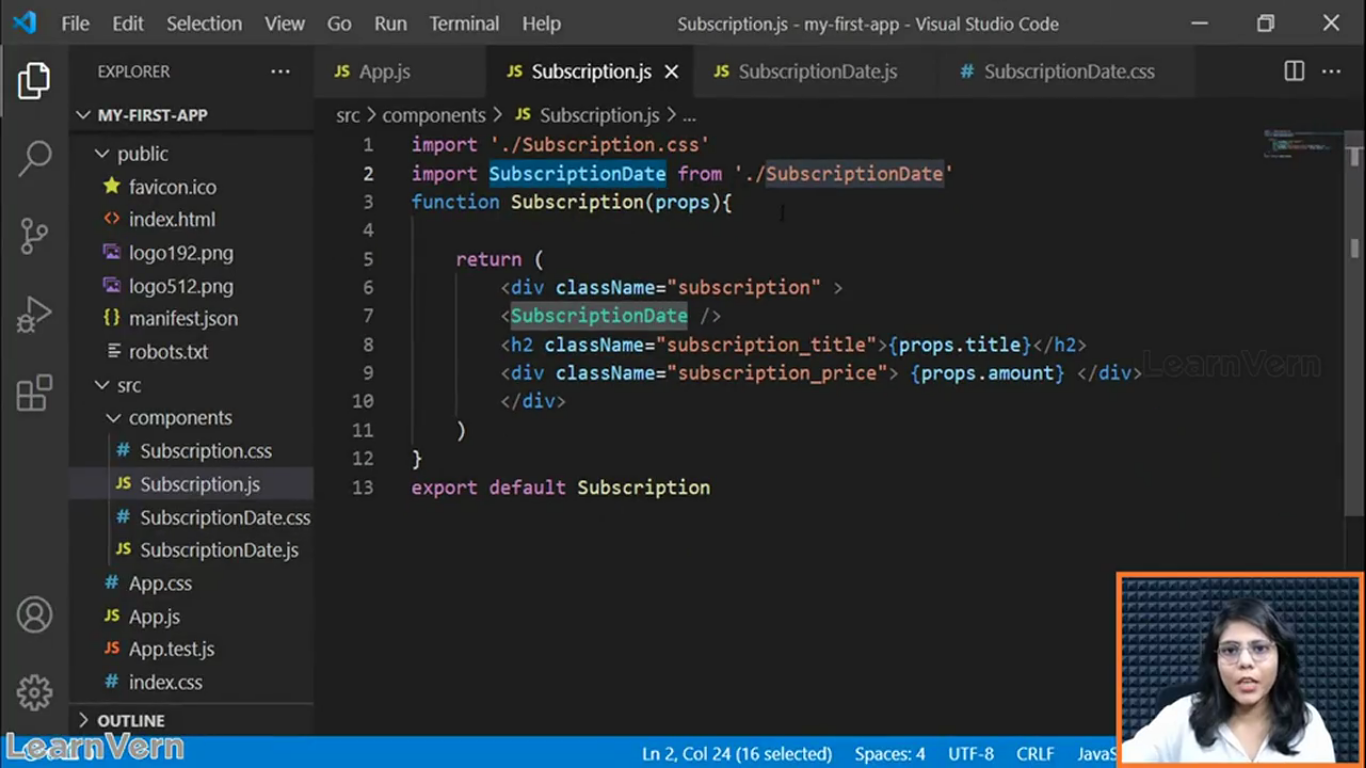 File Edit Selection View Go Run Terminal Help Subscription.js - my-first-app - Visual Studio Code
EXPLORER
MY-FIRST-APP
public
favicon.ico
index.html
logo192.png
logo512.png
{} manifest.json
robots.txt
src
components
# Subscription.css
JS Subscription.js
# SubscriptionDate.css
JS SubscriptionDate.js
# App.css
JS App.js
JS App.test.js
# index.css
OUTLINE
LearnVern
JS App.js JS Subscription.js JS SubscriptionDate.js # SubscriptionDate.css
src > components > JS Subscription.js > ...
1 import './Subscription.css'
2 import SubscriptionDate from './SubscriptionDate'
3 function Subscription(props){
4
5 return (
6 <div className="subscription" >
7 <SubscriptionDate />
8 <h2 className="subscription_title">{props.title}</h2>
9 <div className="subscription_price"> {props.amount} </div>
10 </div>
11 )
12 }
13 export default Subscription
LearnVern
Ln 2, Col 24 (16 selected) Spaces: 4 UTF-8 CRLF JavaS